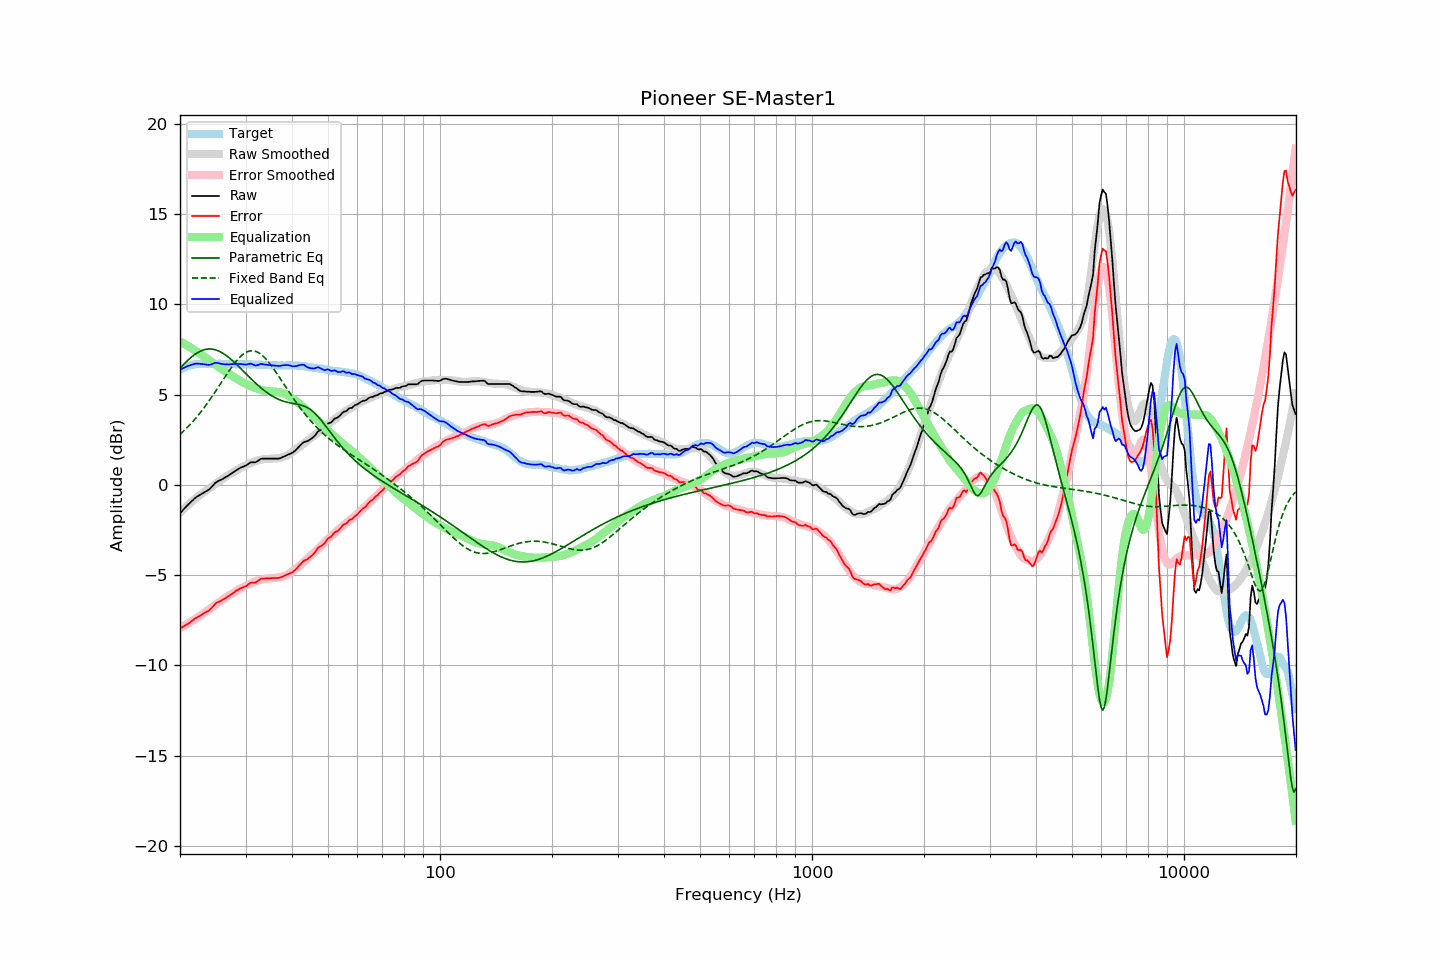 Pioneer SE-Master1
20
15
10
5
0
−5
−10
−15
−20
Amplitude (dBr)
Target
Raw Smoothed
Error Smoothed
Raw
Error
Equalization
Parametric Eq
Fixed Band Eq
Equalized
100
1000
10000
Frequency (Hz)